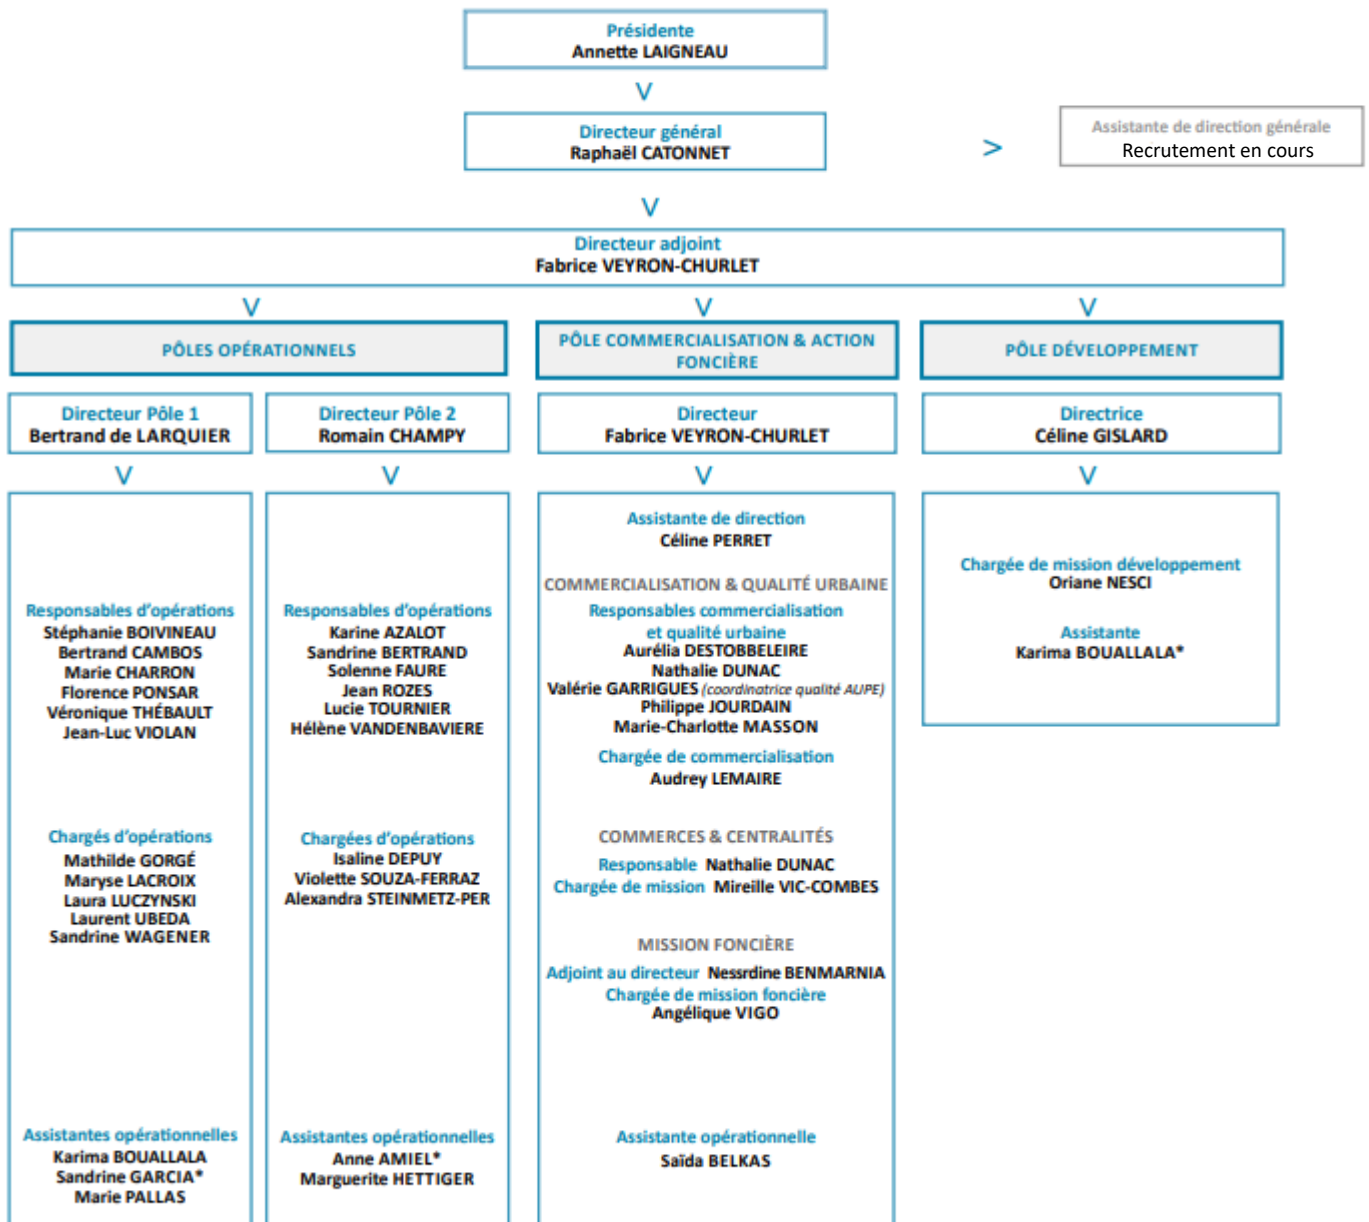 Présidente
Annette LAIGNEAU
Directeur général
Raphaël CATONNET
Assistante de direction générale
Recrutement en cours
Directeur adjoint
Fabrice VEYRON-CHURLET
PÔLES OPÉRATIONNELS
Directeur Pôle 1
Bertrand de LARQUIER
Responsables d'opérations
Stéphanie BOIVINEAU
Bertrand CAMBOS
Marie CHARRON
Florence PONSAR
Véronique THÉBAULT
Jean-Luc VIOLAN
Chargés d'opérations
Mathilde GORGÉ
Maryse LACROIX
Laura LUCZYNSKI
Laurent UBEDA
Sandrine WAGENER
Assistantes opérationnelles
Karima BOUALLALA
Sandrine GARCIA*
Marie PALLAS
Directeur Pôle 2
Romain CHAMPY
Responsables d'opérations
Karine AZALOT
Sandrine BERTRAND
Solenne FAURE
Jean ROZES
Lucie TOURNIER
Hélène VANDENBAVIERE
Chargées d'opérations
Isaline DEPUY
Violette SOUZA-FERRAZ
Alexandra STEINMETZ-PER
Assistantes opérationnelles
Anne AMIEL*
Marguerite HETTIGER
PÔLE COMMERCIALISATION & ACTION
FONCIÈRE
Directeur
Fabrice VEYRON-CHURLET
Assistante de direction
Céline PERRET
COMMERCIALISATION & QUALITÉ URBAINE
Responsables commercialisation
et qualité urbaine
Aurélia DESTOBBELEIRE
Nathalie DUNAC
Valérie GARRIGUES (coordinatrice qualité AUPE)
Philippe JOURDAIN
Marie-Charlotte MASSON
Chargée de commercialisation
Audrey LEMAIRE
COMMERCES & CENTRALITÉS
Responsable Nathalie DUNAC
Chargée de mission Mireille VIC-COMBES
MISSION FONCIÈRE
Adjoint au directeur Nessrdine BENMARNIA
Chargée de mission foncière
Angélique VIGO
Assistante opérationnelle
Saïda BELKAS
PÔLE DÉVELOPPEMENT
Directrice
Céline GISLARD
Chargée de mission développement
Oriane NESCI
Assistante
Karima BOUALLALA*